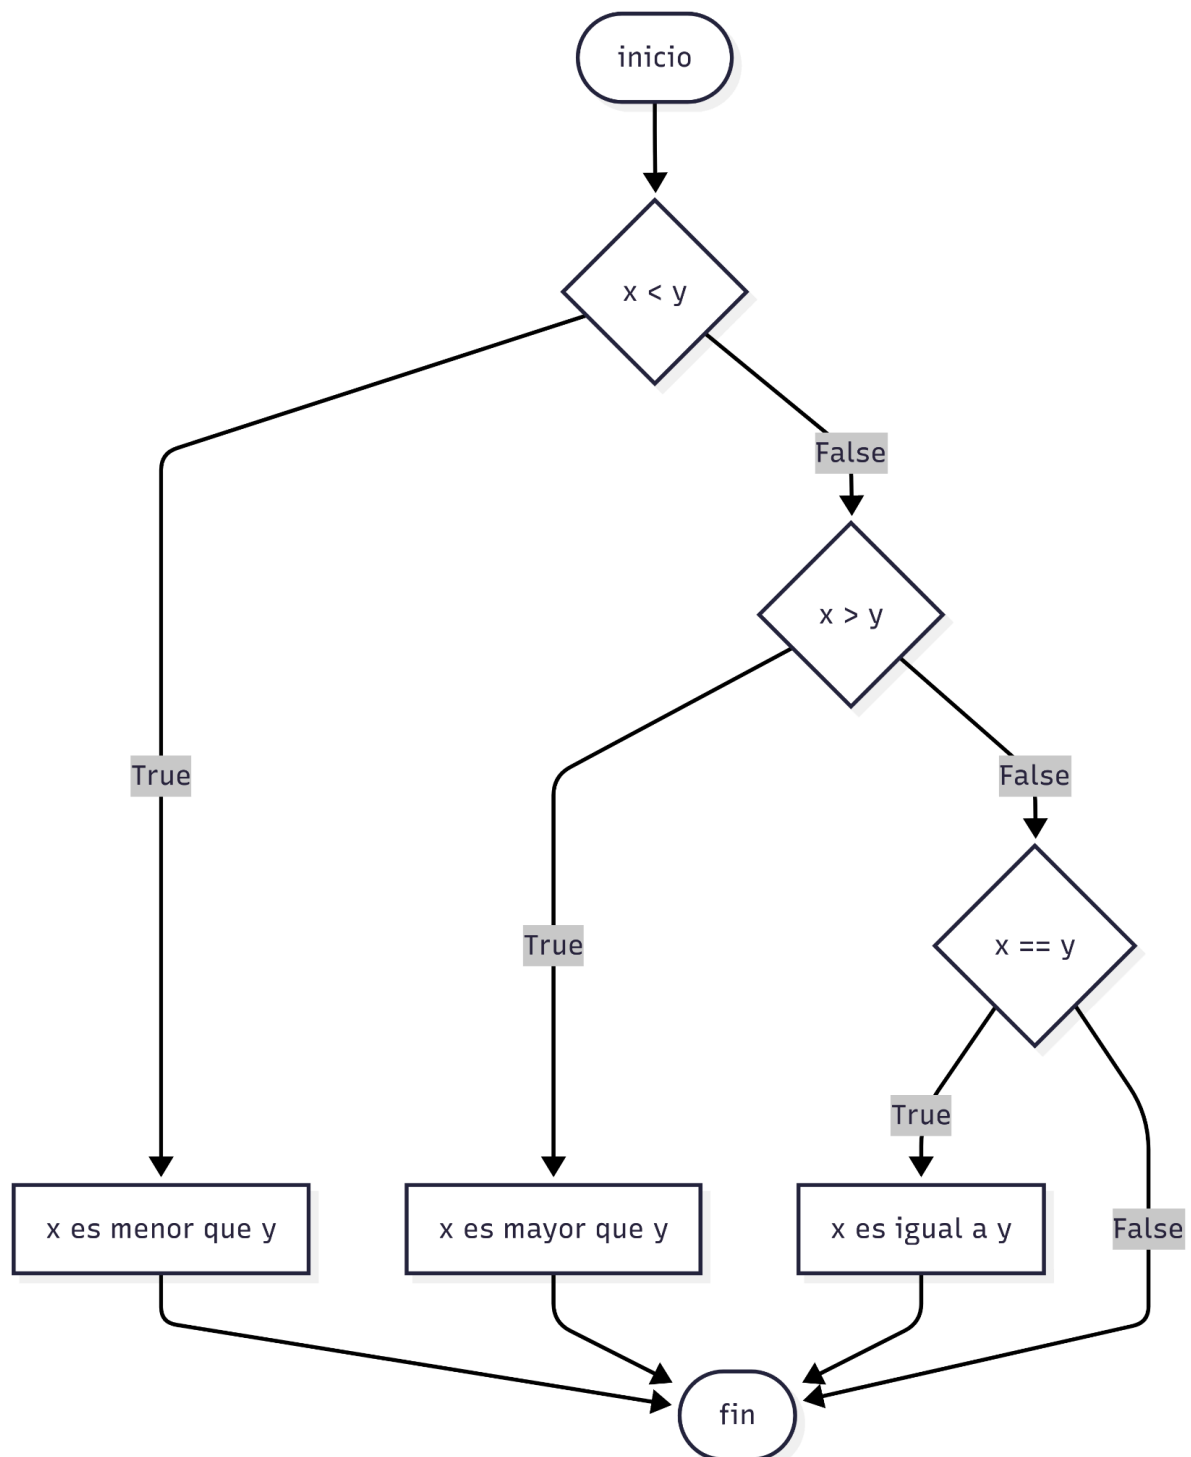 inicio
x < y
False
x > y
True
False
True
x == y
True
x es menor que y
x es mayor que y
x es igual a y
False
fin